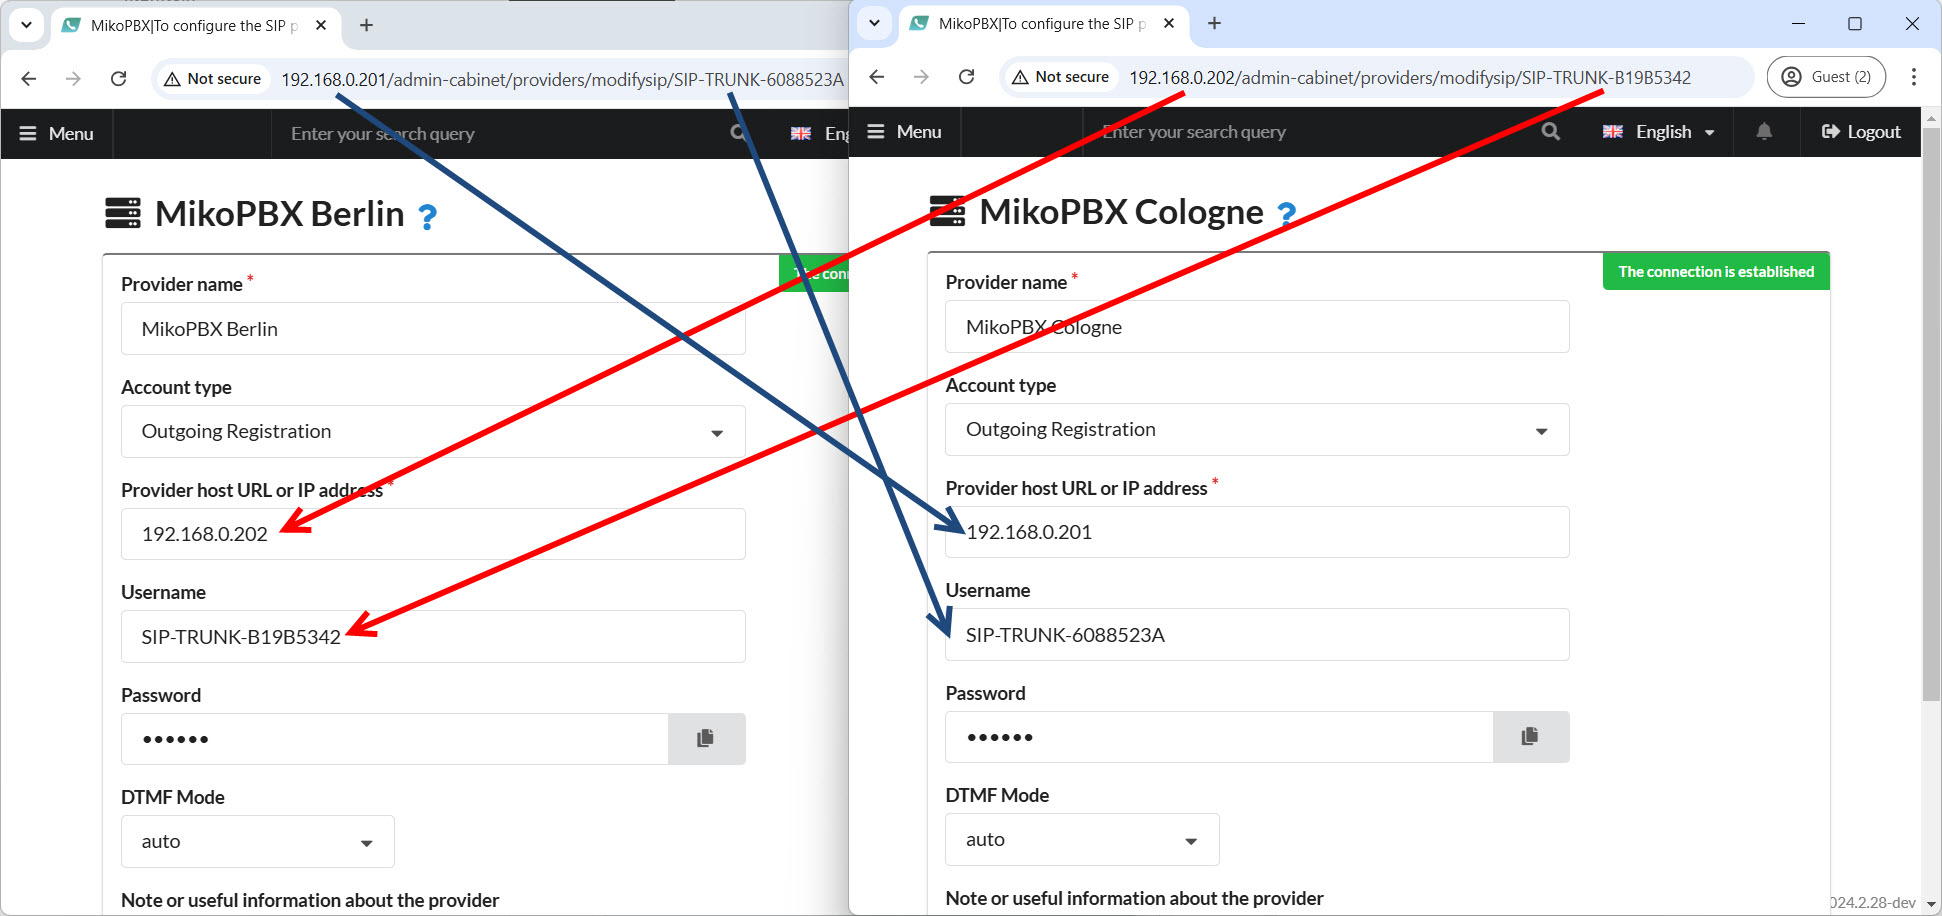 MikoPBX|To configure the SIP p
Not secure
192.168.0.201/admin-cabinet/providers/modifysip/SIP-TRUNK-6088523A
Menu
Enter your search query
Eng
MikoPBX Berlin ?
The conn
Provider name *
MikoPBX Berlin
Account type
Outgoing Registration
Provider host URL or IP address *
192.168.0.202
Username
SIP-TRUNK-B19B5342
Password
••••••
DTMF Mode
auto
Note or useful information about the provider
MikoPBX|To configure the SIP p
Not secure
192.168.0.202/admin-cabinet/providers/modifysip/SIP-TRUNK-B19B5342
Guest (2)
Menu
Enter your search query
English
Logout
MikoPBX Cologne ?
The connection is established
Provider name *
MikoPBX Cologne
Account type
Outgoing Registration
Provider host URL or IP address *
192.168.0.201
Username
SIP-TRUNK-6088523A
Password
••••••
DTMF Mode
auto
Note or useful information about the provider
024.2.28-dev